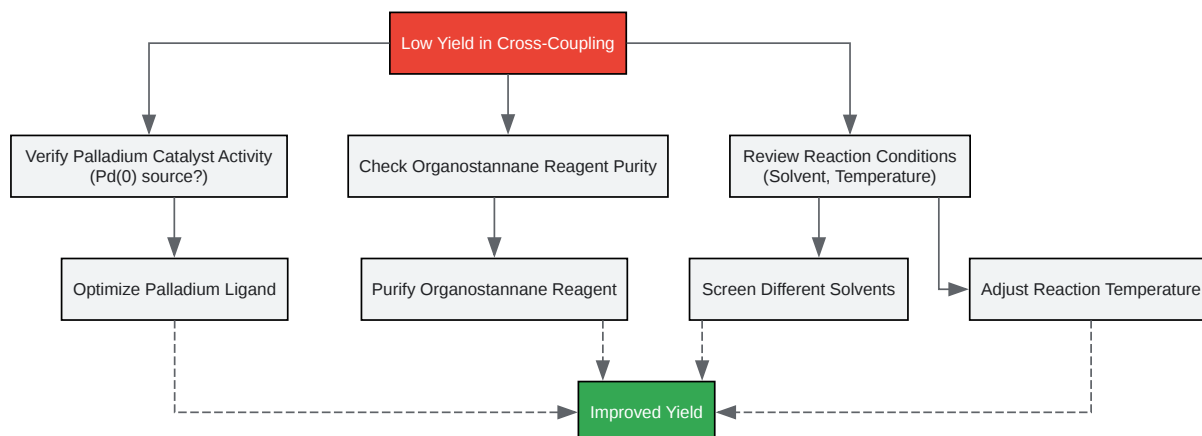 Low Yield in Cross-Coupling
Verify Palladium Catalyst Activity
(Pd(0) source?)
Check Organostannane Reagent Purity
Review Reaction Conditions
(Solvent, Temperature)
Optimize Palladium Ligand
Purify Organostannane Reagent
Screen Different Solvents
Adjust Reaction Temperature
Improved Yield